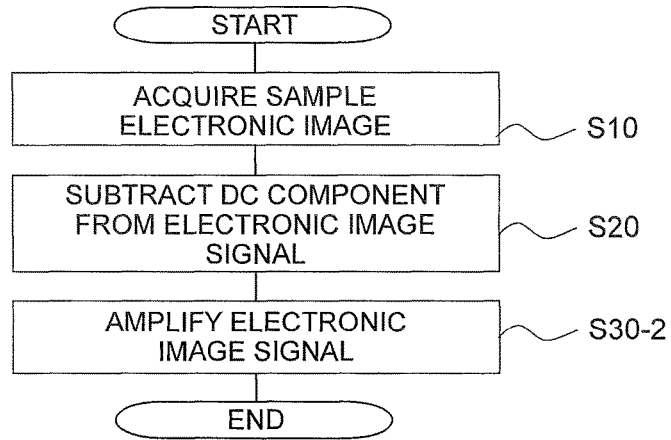 START
ACQUIRE SAMPLE
ELECTRONIC IMAGE
S10
SUBTRACT DC COMPONENT
FROM ELECTRONIC IMAGE
SIGNAL
S20
AMPLIFY ELECTRONIC
IMAGE SIGNAL
S30-2
END